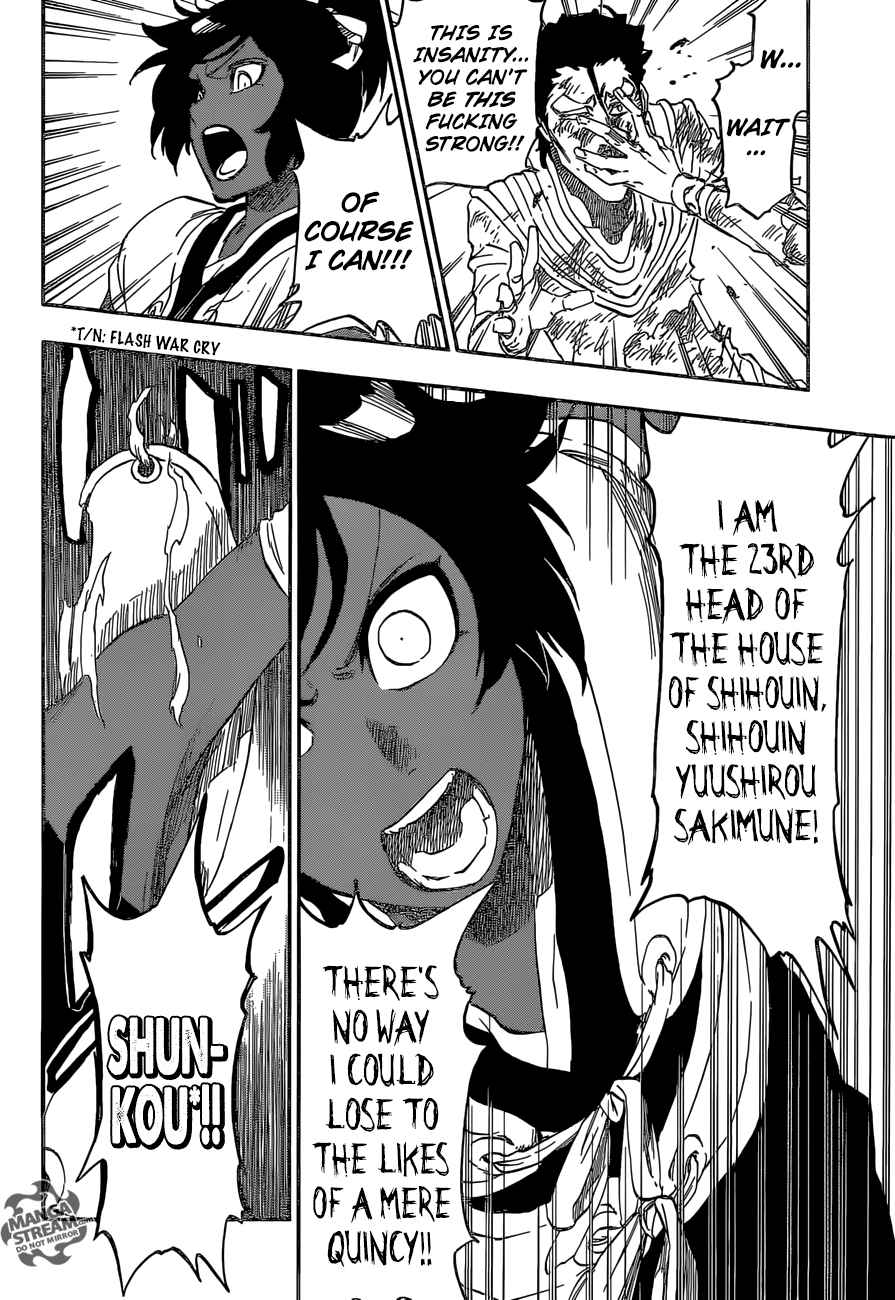 W...
WAIT
...
THIS IS
INSANITY...
YOU CAN'T
BE THIS
FUCKING
STRONG!!
OF
COURSE
I CAN!!!
*T/N: FLASH WAR CRY
I AM
THE 23RD
HEAD OF
THE HOUSE
OF SHIHOUIN,
SHIHOUIN
YUUSHIROU
SAKIMUNE!
THERE'S
NO WAY
I COULD
LOSE TO
THE LIKES
OF A MERE
QUINCY!!
SHUN-
KOU*!!
MANGA
STREAM.com
DO NOT MIRROR!